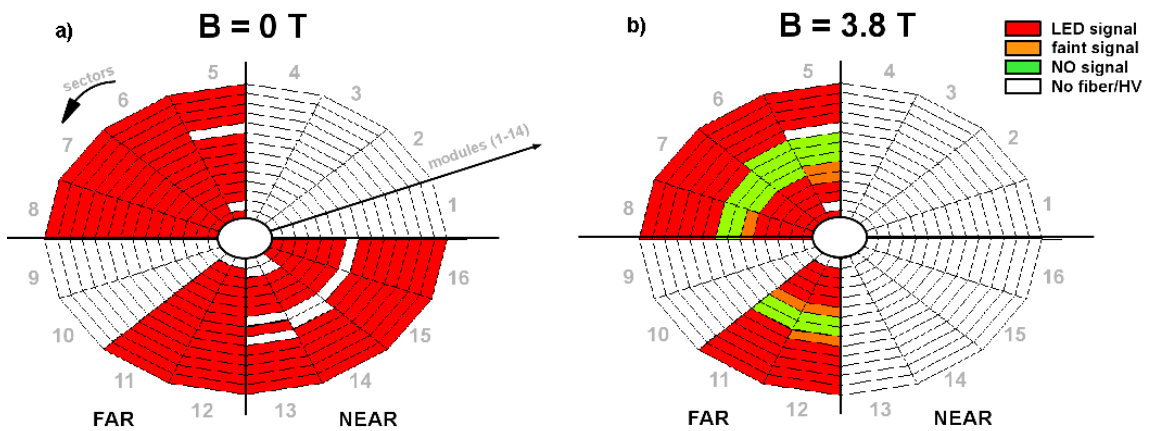 a)
B = 0 T
sectors
5
4
6
3
7
2
modules (1-14)
8
1
9
16
10
15
11
14
12
13
FAR
NEAR
b)
B = 3.8 T
LED signal
faint signal
NO signal
No fiber/HV
5
4
6
3
7
2
8
1
9
16
10
15
11
14
12
13
FAR
NEAR